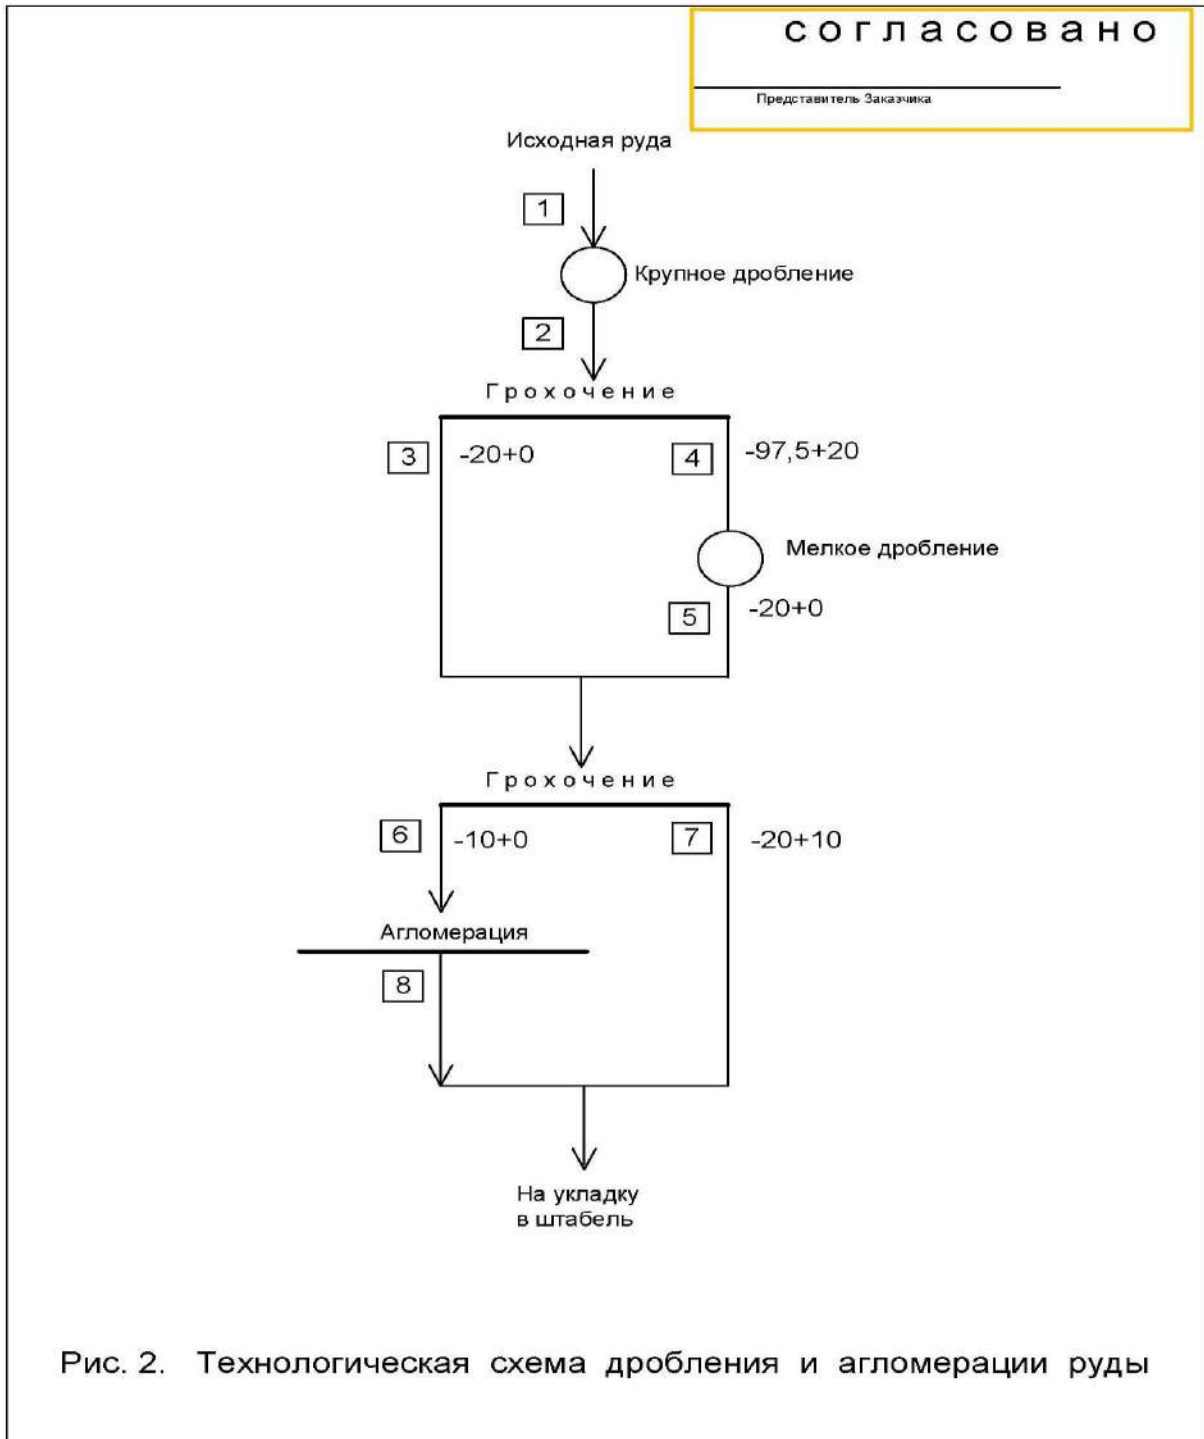 согласовано
Представитель Заказчика
Исходная руда
1
Крупное дробление
2
Грохочение
3 -20+0 4 -97,5+20
Мелкое дробление
5 -20+0
Грохочение
6 -10+0 7 -20+10
Агломерация
8
На укладку
в штабель
Рис. 2. Технологическая схема дробления и агломерации руды